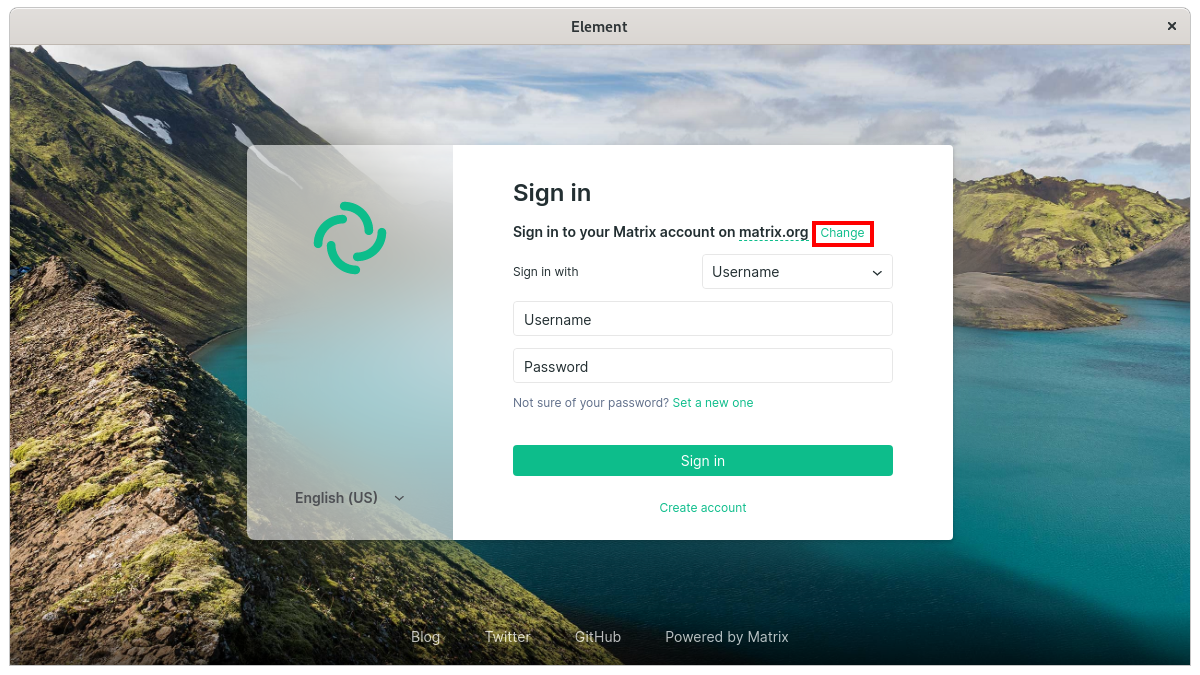 Element
Sign in
Sign in to your Matrix account on matrix.org Change
Sign in with Username
Username
Password
Not sure of your password? Set a new one
Sign in
English (US)
Create account
Blog Twitter GitHub Powered by Matrix